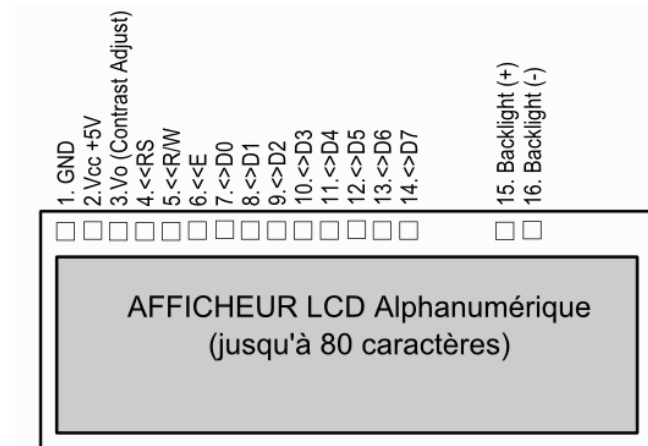 1. GND
2.Vcc +5V
3.Vo (Contrast Adjust)
4.<<RS
5.<<R/W
6.<<E
7.<>D0
8.<>D1
9.<>D2
10.<>D3
11.<>D4
12.<>D5
13.<>D6
14.<>D7
15. Backlight (+)
16. Backlight (-)
AFFICHEUR LCD Alphanumérique
(jusqu'à 80 caractères)